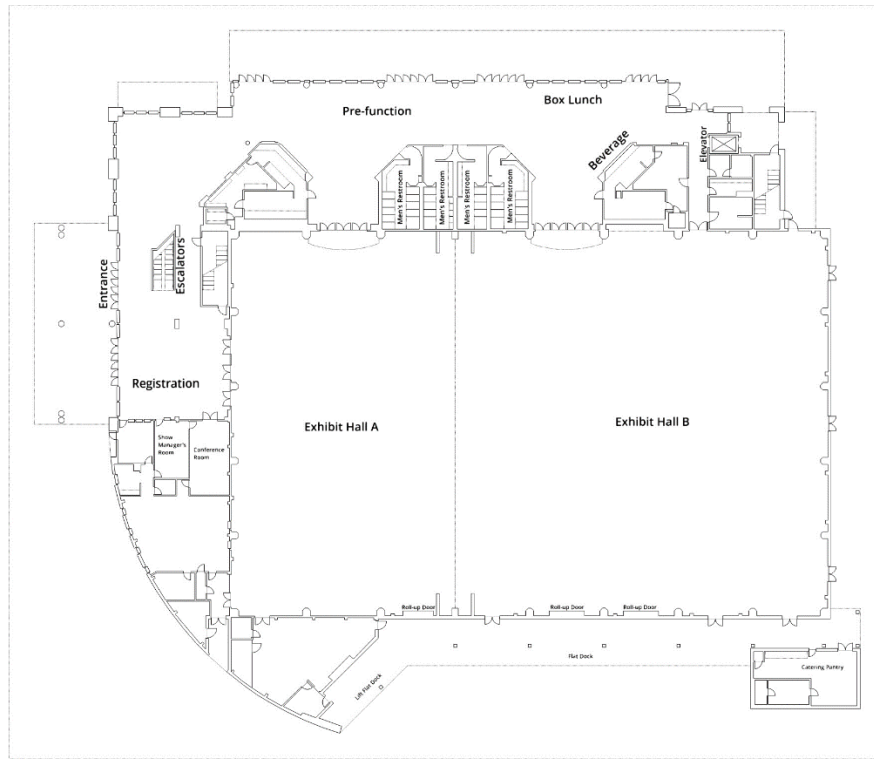 Pre-function
Box Lunch
Beverage
Elevator
Men's Restroom
Men's Restroom
Men's Restroom
Men's Restroom
Entrance
Escalators
Registration
Exhibit Hall A
Exhibit Hall B
Show
Manager's
Room
Conference
Room
Roll-up Door
Roll-up Door
Roll-up Door
Flat Dock
Lift Flat Dock
Catering Pantry